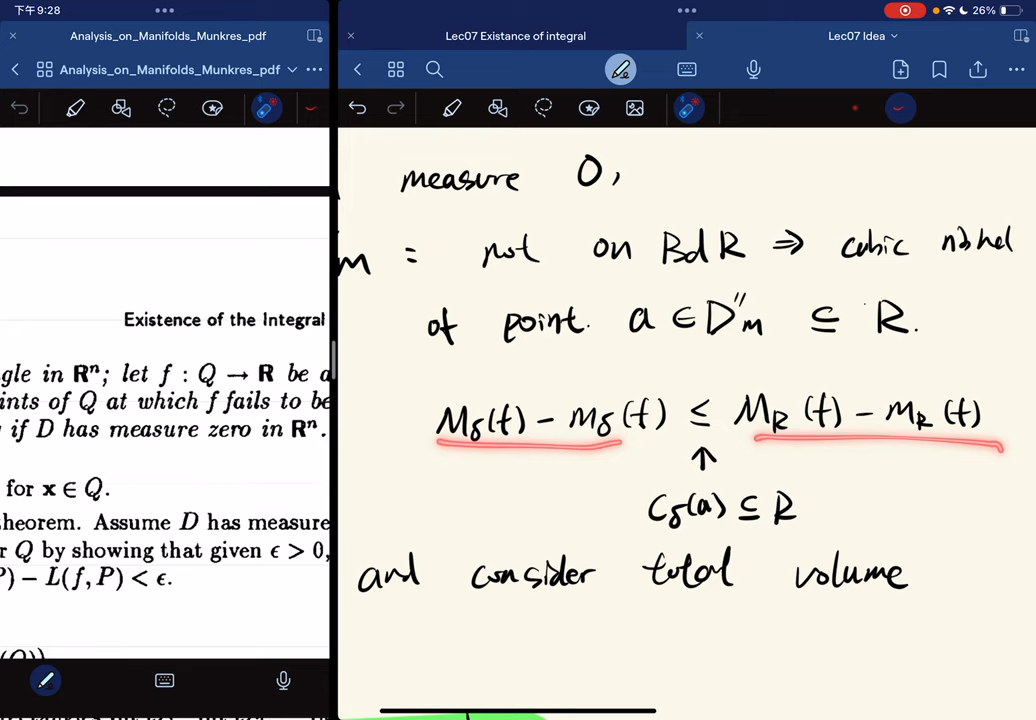 下午9:28
26%
Analysis_on_Manifolds_Munkres_pdf
Analysis_on_Manifolds_Munkres_pdf
Existence of the Integral
gle in Rⁿ; let f : Q → R be a
ints of Q at which f fails to be
if D has measure zero in Rⁿ.
for x ∈ Q.
heorem. Assume D has measure
r Q by showing that given ϵ > 0,
P) − L(f, P) < ϵ.
(Q))
Lec07 Existance of integral
Lec07 Idea
measure 0,
m : not on Bd R ⇒ cubic nbhd
of point. a ∈ D''m ⊆ R.
Mδ(f) − mδ(f) ≤ MR(f) − mR(f)
↑
Cδ(a) ⊆ R
and consider total volume